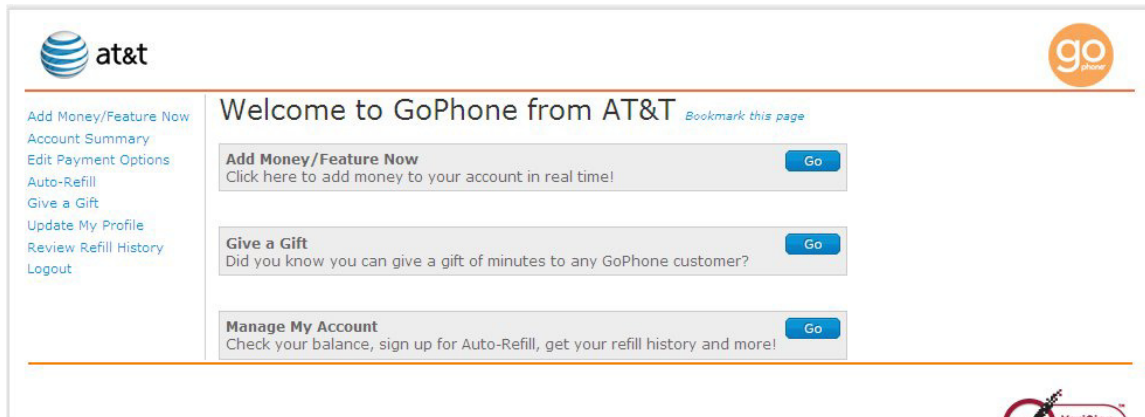 at&t
go
phone
Add Money/Feature Now
Account Summary
Edit Payment Options
Auto-Refill
Give a Gift
Update My Profile
Review Refill History
Logout
Welcome to GoPhone from AT&T Bookmark this page
Add Money/Feature Now
Go
Click here to add money to your account in real time!
Give a Gift
Go
Did you know you can give a gift of minutes to any GoPhone customer?
Manage My Account
Go
Check your balance, sign up for Auto-Refill, get your refill history and more!